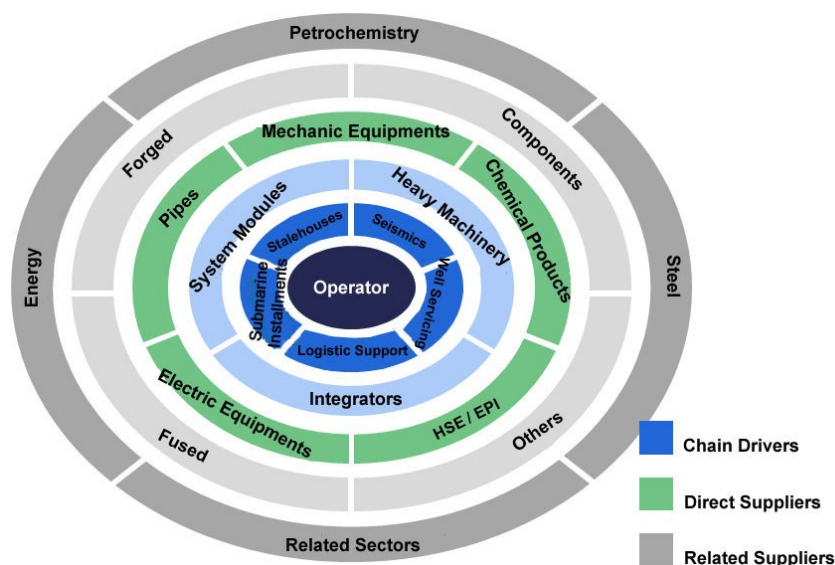 Petrochemistry
Forged
Components
Mechanic Equipments
Pipes
Chemical Products
System Modules
Heavy Machinery
Stalehouses
Seismics
Energy
Operator
Steel
Submarine
Installments
Well Servicing
Logistic Support
Integrators
Electric Equipments
HSE / EPI
Fused
Others
Related Sectors
Chain Drivers
Direct Suppliers
Related Suppliers